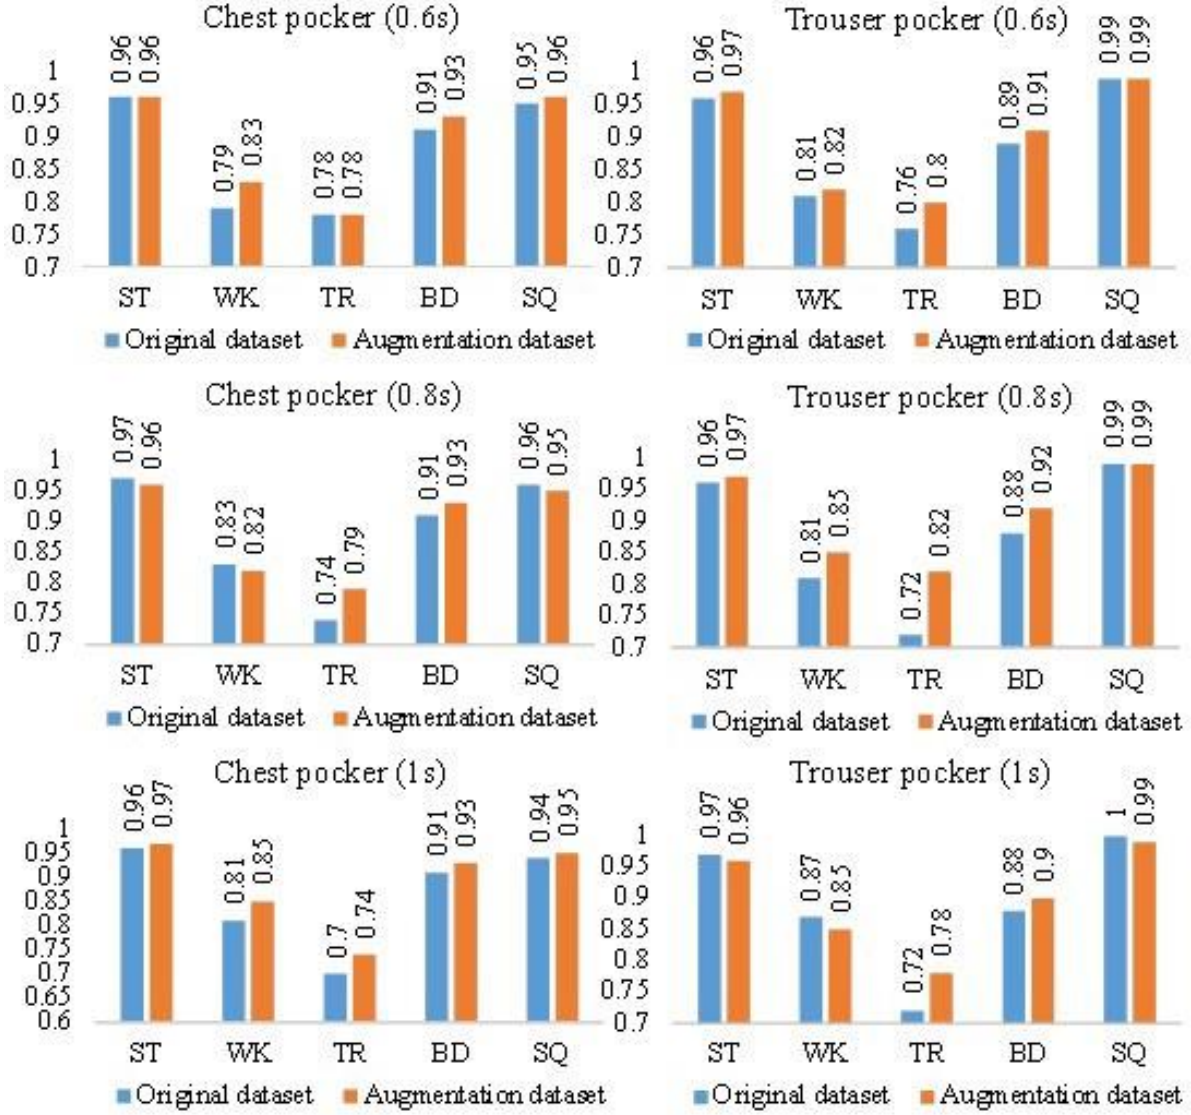 Chest pocker (0.6s)
0.96 0.96 0.79 0.83 0.78 0.78 0.91 0.93 0.95 0.96
1
0.95
0.9
0.85
0.8
0.75
0.7
ST WK TR BD SQ
Original dataset Augmentation dataset
Trouser pocker (0.6s)
0.96 0.97 0.81 0.82 0.76 0.8 0.89 0.91 0.99 0.99
1
0.95
0.9
0.85
0.8
0.75
0.7
ST WK TR BD SQ
Original dataset Augmentation dataset
Chest pocker (0.8s)
0.97 0.96 0.83 0.82 0.74 0.79 0.91 0.93 0.96 0.95
1
0.95
0.9
0.85
0.8
0.75
0.7
ST WK TR BD SQ
Original dataset Augmentation dataset
Trouser pocker (0.8s)
0.96 0.97 0.81 0.85 0.72 0.82 0.88 0.92 0.99 0.99
1
0.95
0.9
0.85
0.8
0.75
0.7
ST WK TR BD SQ
Original dataset Augmentation dataset
Chest pocker (1s)
0.96 0.97 0.81 0.85 0.7 0.74 0.91 0.93 0.94 0.95
1
0.95
0.9
0.85
0.8
0.75
0.7
0.65
0.6
ST WK TR BD SQ
Original dataset Augmentation dataset
Trouser pocker (1s)
0.97 0.96 0.87 0.85 0.72 0.78 0.88 0.9 1 0.99
1
0.95
0.9
0.85
0.8
0.75
0.7
ST WK TR BD SQ
Original dataset Augmentation dataset